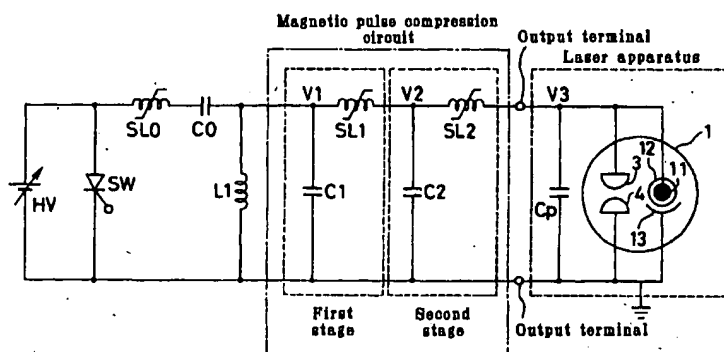 Magnetic pulse compression
circuit
Output terminal
Laser apparatus
SL0
C0
V1
SL1
V2
SL2
V3
1
12
11
3
4
13
HV
SW
L1
C1
C2
Cp
First
stage
Second
stage
Output terminal